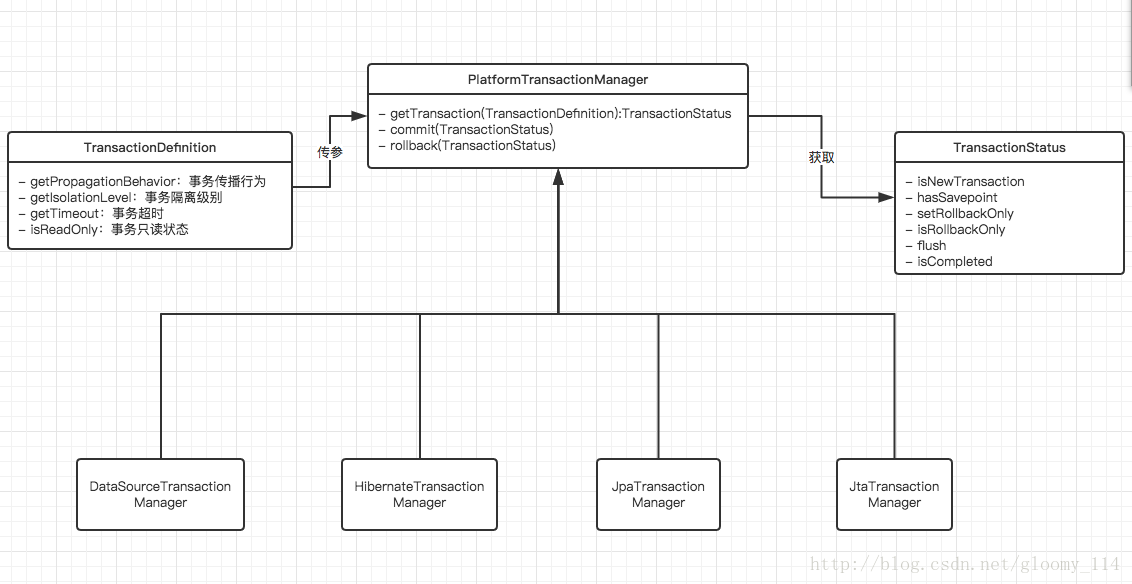 PlatformTransactionManager
- getTransaction(TransactionDefinition):TransactionStatus
- commit(TransactionStatus)
- rollback(TransactionStatus)
TransactionDefinition
- getPropagationBehavior：事务传播行为
- getIsolationLevel：事务隔离级别
- getTimeout：事务超时
- isReadOnly：事务只读状态
传参
获取
TransactionStatus
- isNewTransaction
- hasSavepoint
- setRollbackOnly
- isRollbackOnly
- flush
- isCompleted
DataSourceTransaction
Manager
HibernateTransaction
Manager
JpaTransaction
Manager
JtaTransaction
Manager
http://blog.csdn.net/gloomy_114